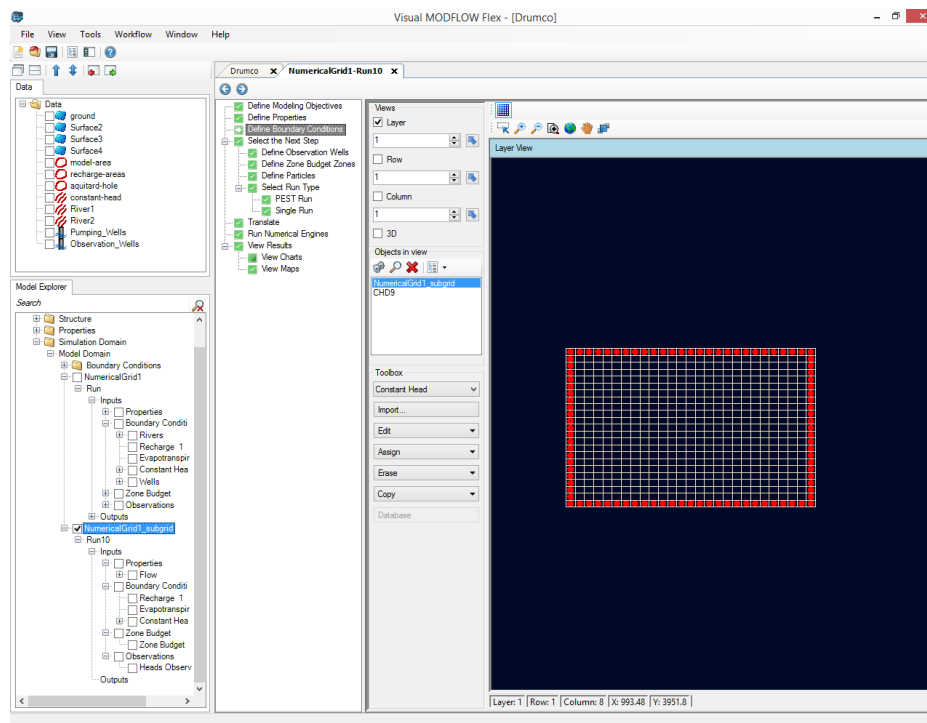 Visual MODFLOW Flex - [Drumco]
File View Tools Workflow Window Help
Data
Data
ground
Surface2
Surface3
Surface4
model-area
recharge-areas
aquitard-hole
constant-head
River1
River2
Pumping_Wells
Observation_Wells
Model Explorer
Search
Structure
Properties
Simulation Domain
Model Domain
Boundary Conditions
NumericalGrid1
Run
Inputs
Properties
Boundary Conditi
Rivers
Recharge 1
Evapotranspir
Constant Hea
Wells
Zone Budget
Observations
Outputs
NumericalGrid1_subgrid
Run10
Inputs
Properties
Flow
Boundary Conditi
Recharge 1
Evapotranspir
Constant Hea
Zone Budget
Zone Budget
Observations
Heads Observ
Outputs
Drumco NumericalGrid1-Run10
Define Modeling Objectives
Define Properties
Define Boundary Conditions
Select the Next Step
Define Observation Wells
Define Zone Budget Zones
Define Particles
Select Run Type
PEST Run
Single Run
Translate
Run Numerical Engines
View Results
View Charts
View Maps
Views
Layer
1
Row
1
Column
1
3D
Objects in view
NumericalGrid1_subgrid
CHD9
Toolbox
Constant Head
Import...
Edit
Assign
Erase
Copy
Database
Layer View
Layer: 1 Row: 1 Column: 8 X: 993.48 Y: 3951.8